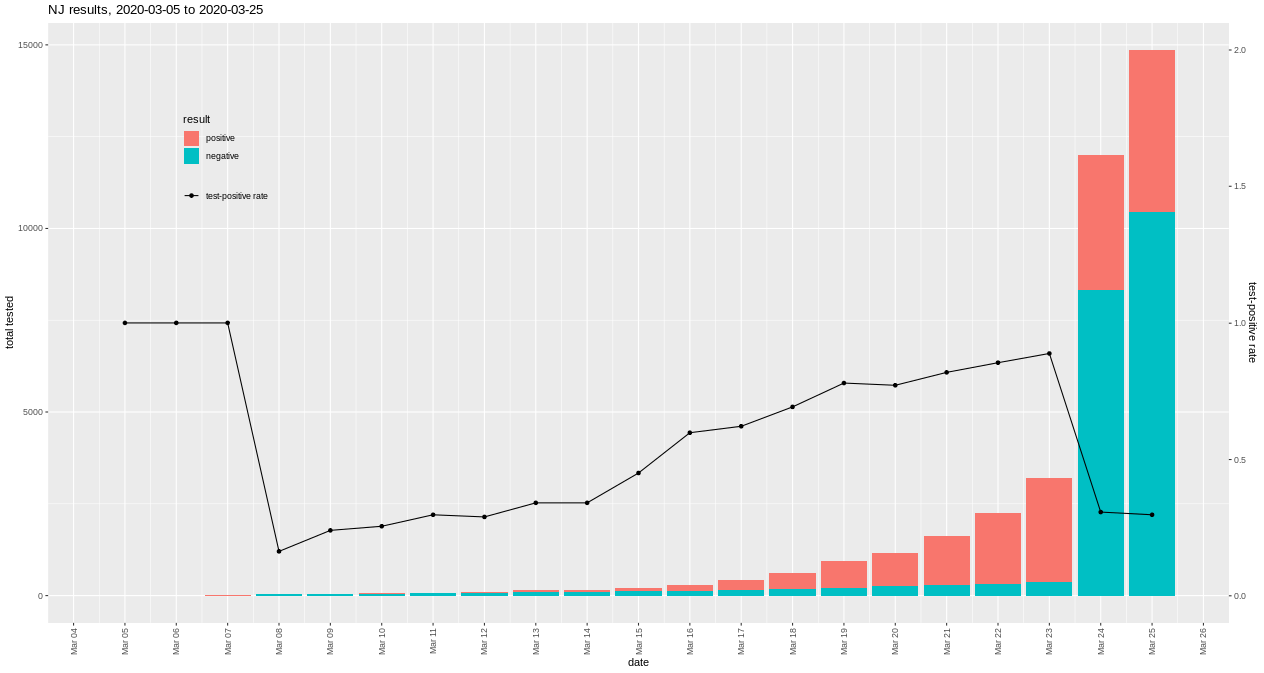 NJ results, 2020-03-05 to 2020-03-25
15000
10000
5000
0
total tested
result
positive
negative
test-positive rate
2.0
1.5
1.0
0.5
0.0
test-positive rate
Mar 04
Mar 05
Mar 06
Mar 07
Mar 08
Mar 09
Mar 10
Mar 11
Mar 12
Mar 13
Mar 14
Mar 15
Mar 16
Mar 17
Mar 18
Mar 19
Mar 20
Mar 21
Mar 22
Mar 23
Mar 24
Mar 25
Mar 26
date